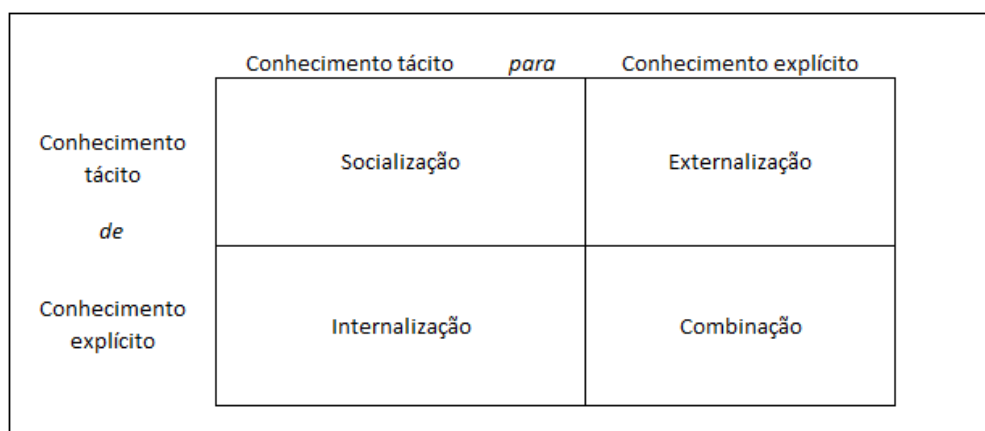 Conhecimento tácito para Conhecimento explícito
Conhecimento
tácito
Socialização
Externalização
de
Conhecimento
explícito
Internalização
Combinação